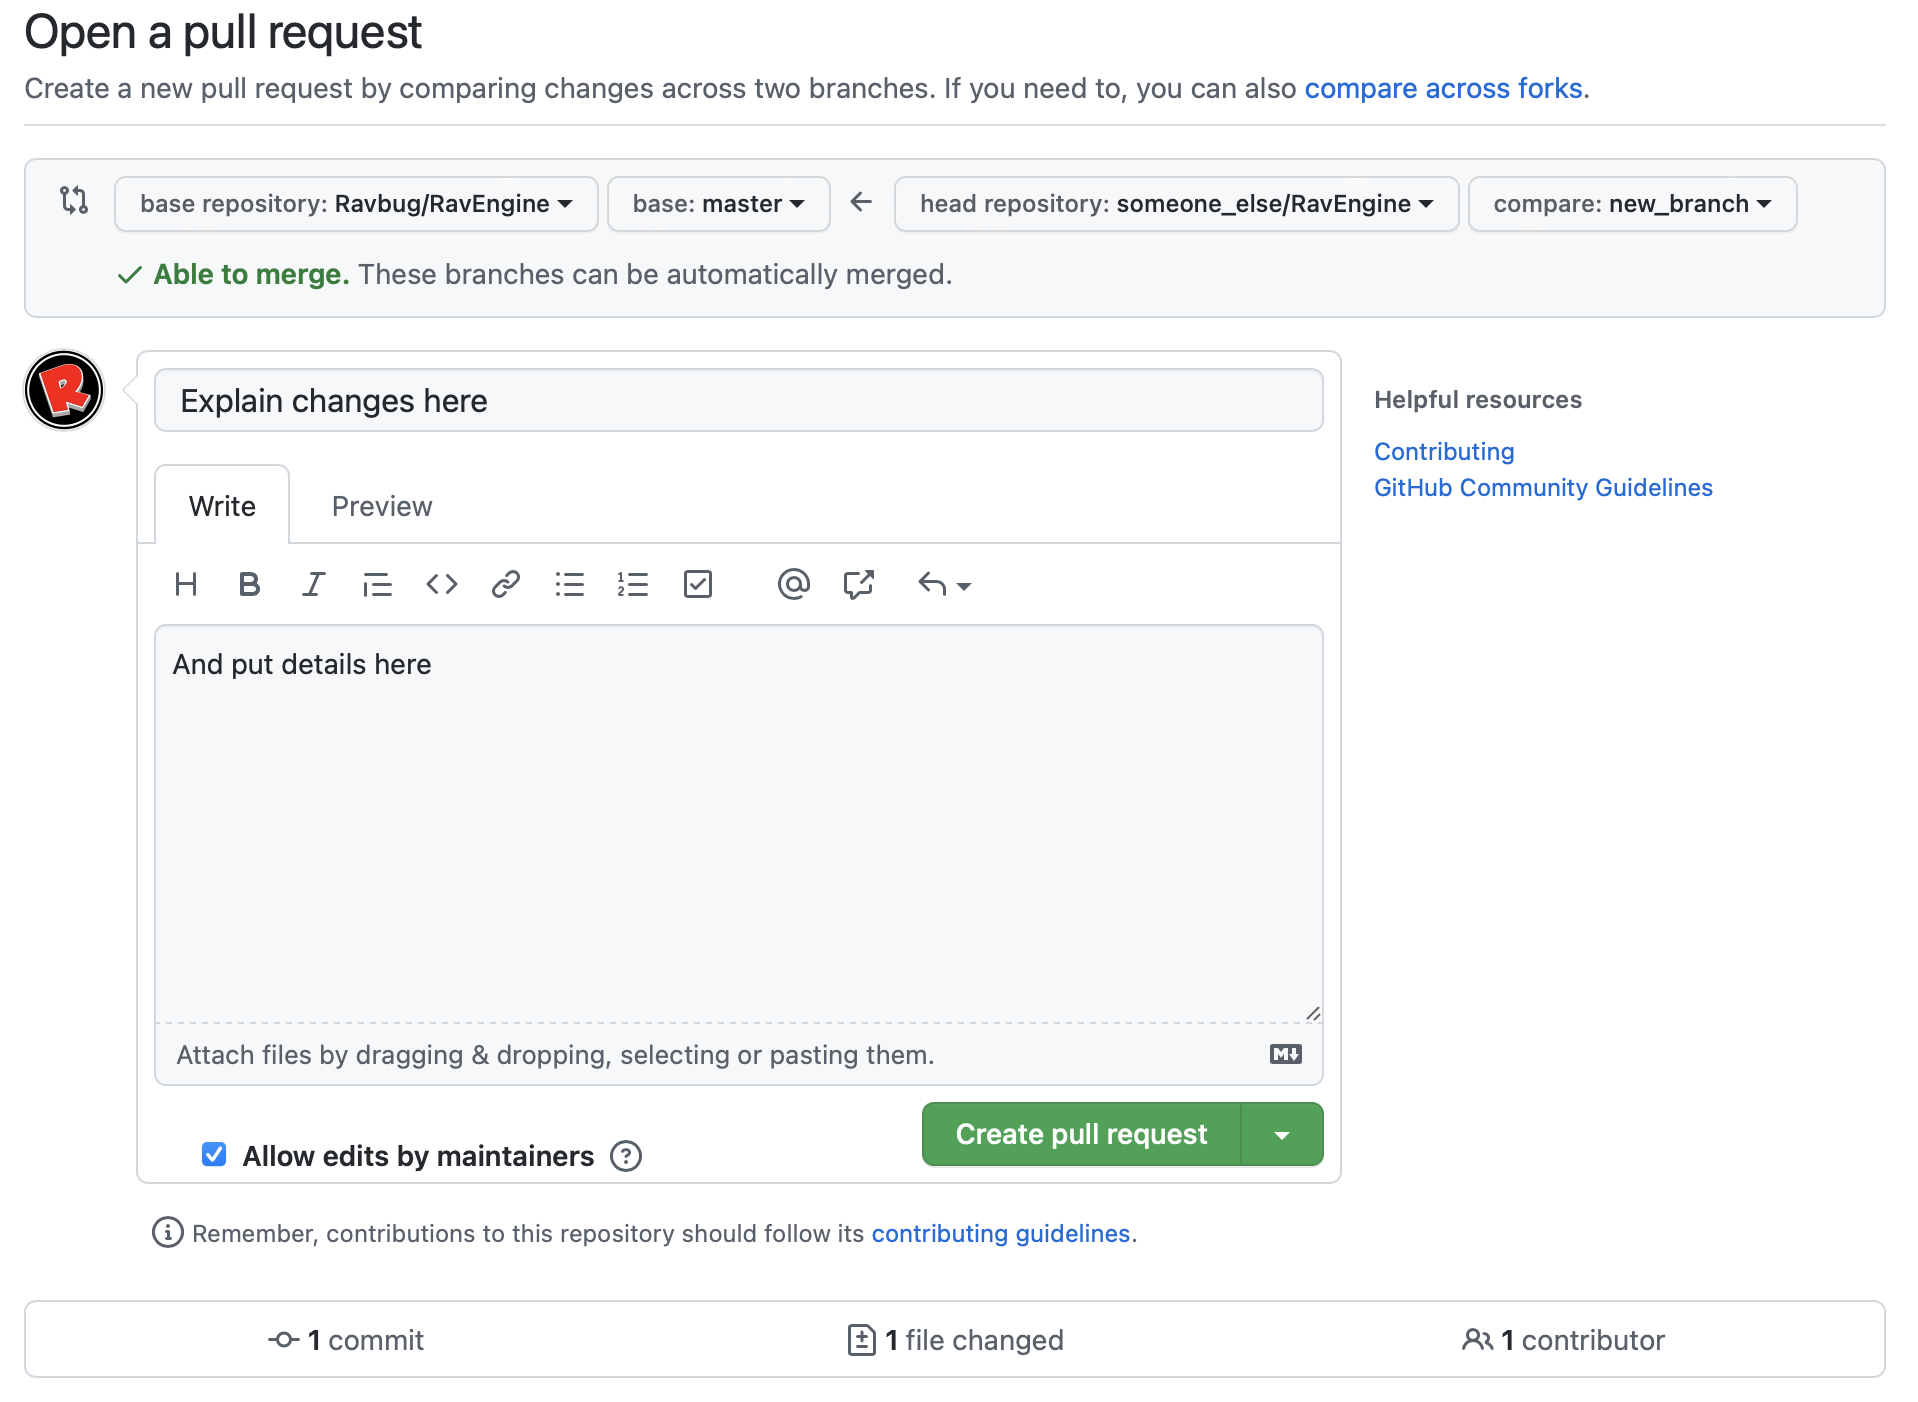 Open a pull request
Create a new pull request by comparing changes across two branches. If you need to, you can also compare across forks.
base repository: Ravbug/RavEngine base: master head repository: someone_else/RavEngine compare: new_branch
Able to merge. These branches can be automatically merged.
R
Explain changes here
Helpful resources
Contributing
GitHub Community Guidelines
Write Preview
And put details here
Attach files by dragging & dropping, selecting or pasting them.
Allow edits by maintainers
Create pull request
Remember, contributions to this repository should follow its contributing guidelines.
1 commit 1 file changed 1 contributor